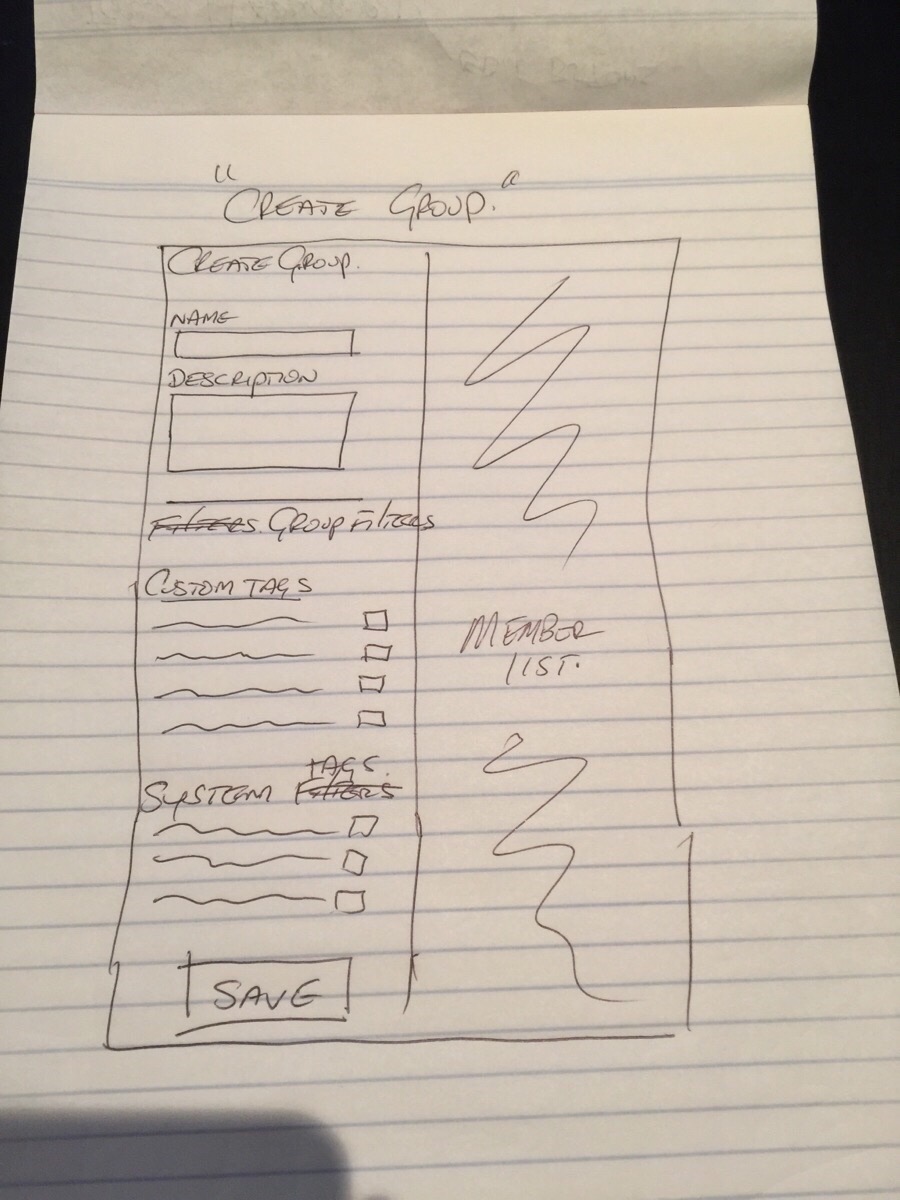 "CREATE GROUP."
CREATE GROUP.
NAME
DESCRIPTION
FILTERS. GROUP FILTERS
CUSTOM TAGS
TAGS.
SYSTEM FILTERS
MEMBER
LIST.
SAVE